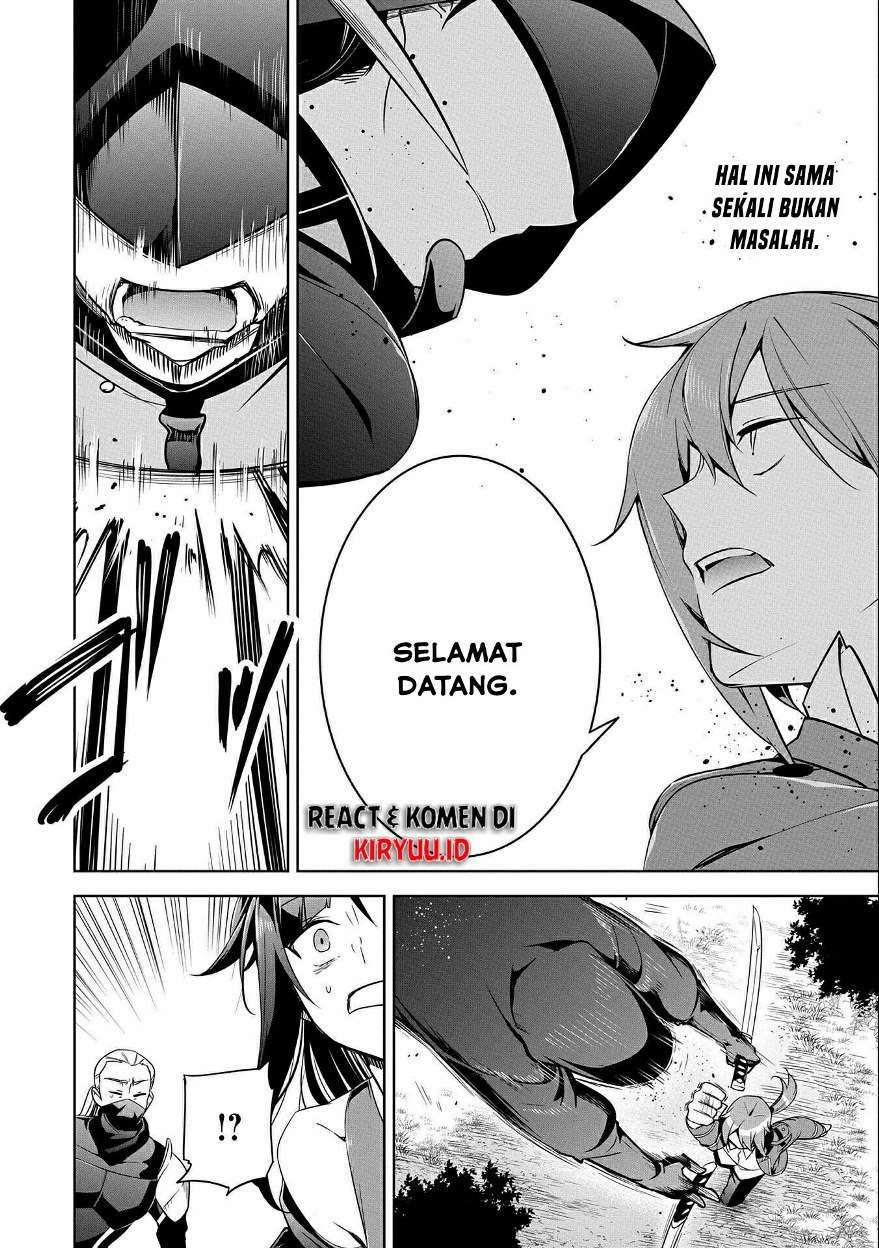 HAL INI SAMA
SEKALI BUKAN
MASALAH.
SELAMAT
DATANG.
REACT & KOMEN DI
KIRYUU.ID
!?